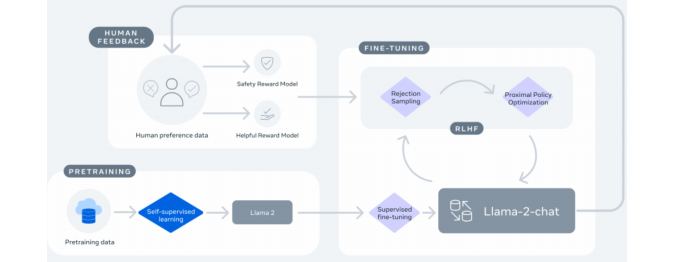 HUMAN
FEEDBACK
Safety Reward Model
Human preference data
Helpful Reward Model
FINE-TUNING
Rejection
Sampling
Proximal Policy
Optimization
RLHF
PRETRAINING
Pretraining data
Self-supervised
learning
Llama 2
Supervised
fine-tuning
Llama-2-chat